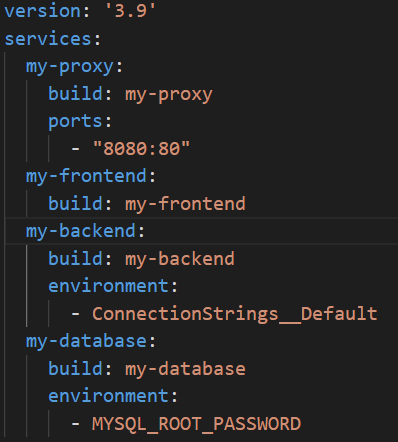 version: '3.9'
services:
  my-proxy:
    build: my-proxy
    ports:
      - "8080:80"
  my-frontend:
    build: my-frontend
  my-backend:
    build: my-backend
    environment:
      - ConnectionStrings__Default
  my-database:
    build: my-database
    environment:
      - MYSQL_ROOT_PASSWORD